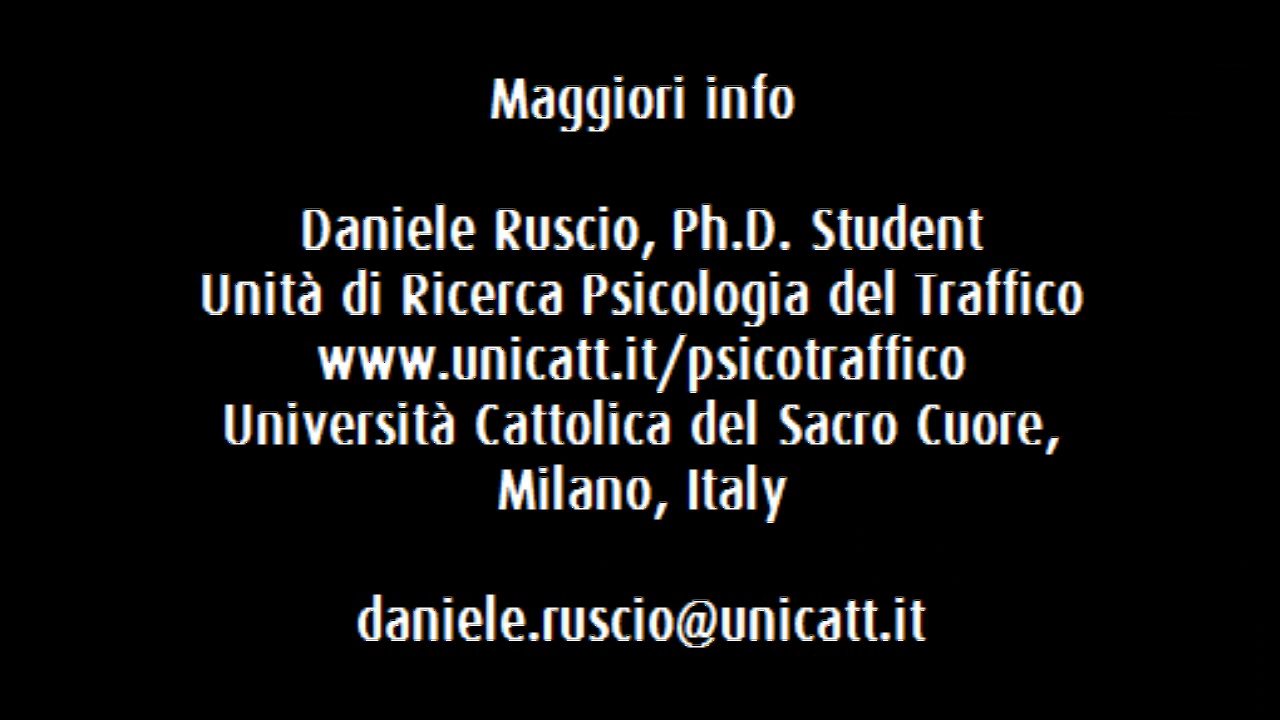 Maggiori info
Daniele Ruscio, Ph.D. Student
Unità di Ricerca Psicologia del Traffico
www.unicatt.it/psicotraffico
Università Cattolica del Sacro Cuore,
Milano, Italy
daniele.ruscio@unicatt.it